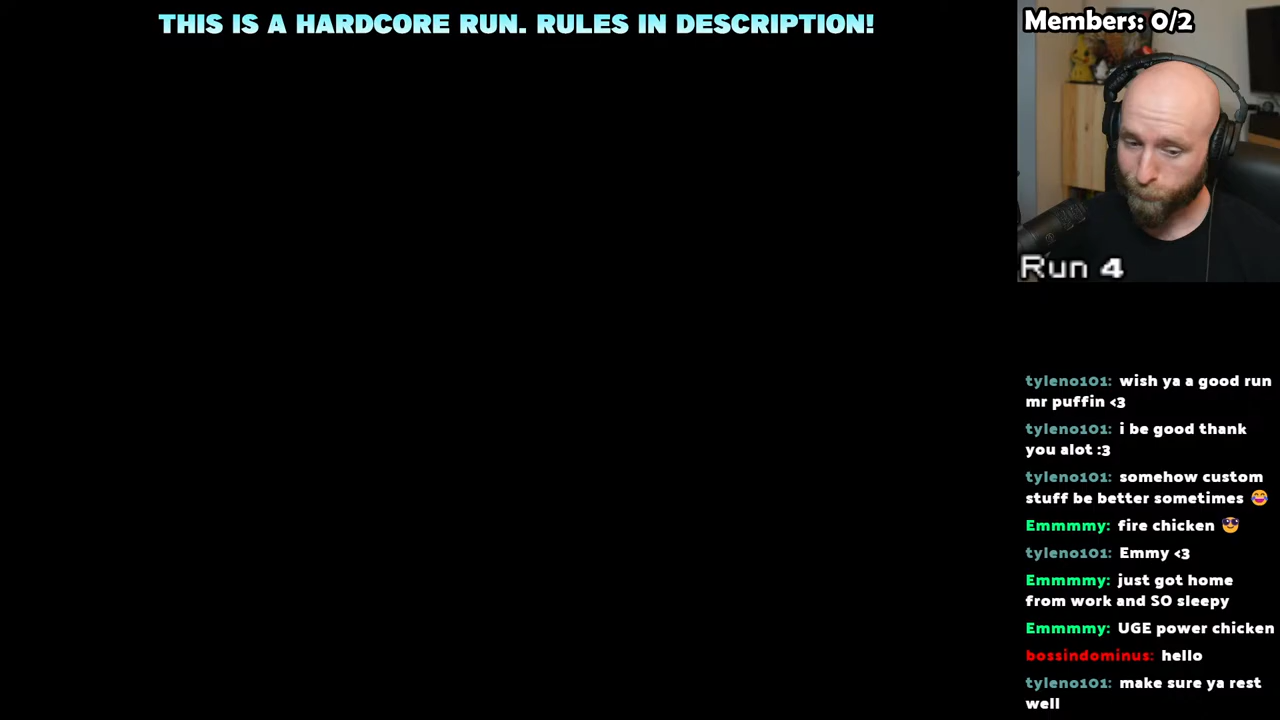 THIS IS A HARDCORE RUN. RULES IN DESCRIPTION!
Members: 0/2
Run 4
tyleno101: wish ya a good run
mr puffin <3
tyleno101: i be good thank
you alot :3
tyleno101: somehow custom
stuff be better sometimes 😂
Emmmmy: fire chicken 😎
tyleno101: Emmy <3
Emmmmy: just got home
from work and SO sleepy
Emmmmy: UGE power chicken
bossindominus: hello
tyleno101: make sure ya rest
well